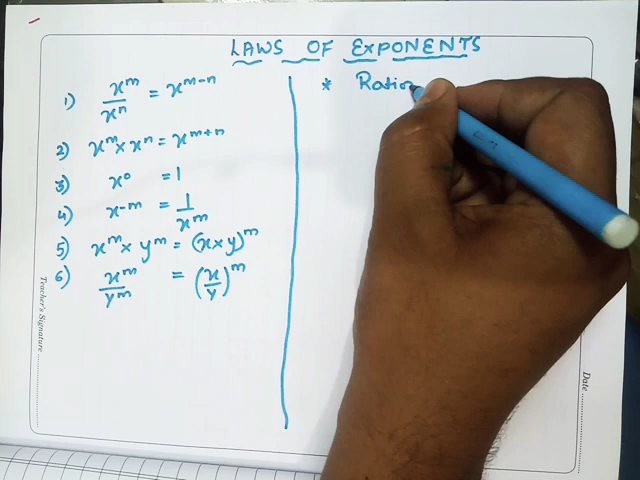 LAWS OF EXPONENTS
1) x^m/x^n = x^m-n
2) x^m × x^n = x^m+n
3) x^0 = 1
4) x^-m = 1/x^m
5) x^m × y^m = (x × y)^m
6) x^m/y^m = (x/y)^m
* Ratio
Teacher's Signature ..................
Date ..................